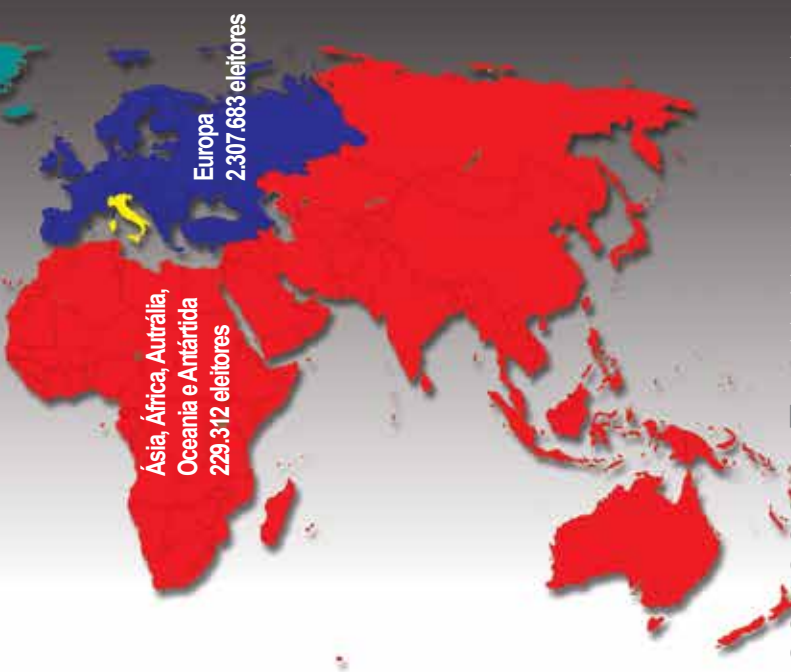 Europa
2.307.683 eleitores
Ásia, África, Autrália,
Oceania e Antártida
229.312 eleitores